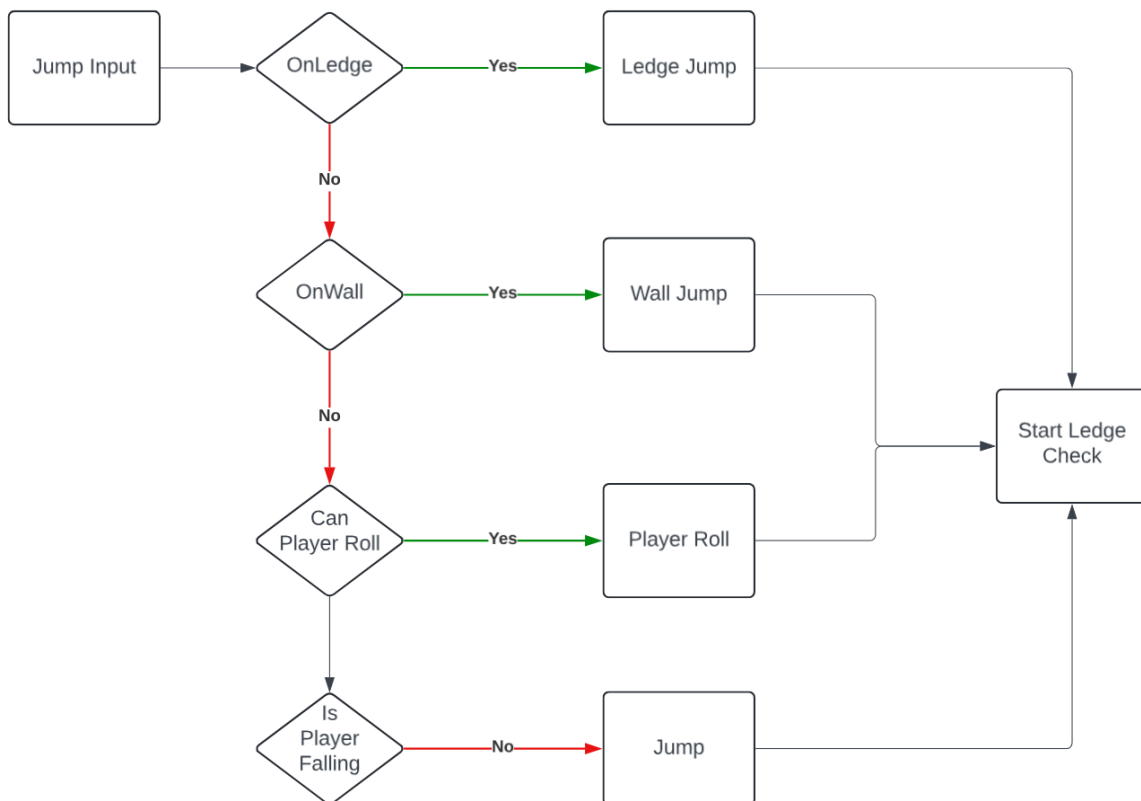 Jump Input
OnLedge
Yes
Ledge Jump
No
OnWall
Yes
Wall Jump
No
Start Ledge
Check
Can
Player Roll
Yes
Player Roll
Is
Player
Falling
No
Jump